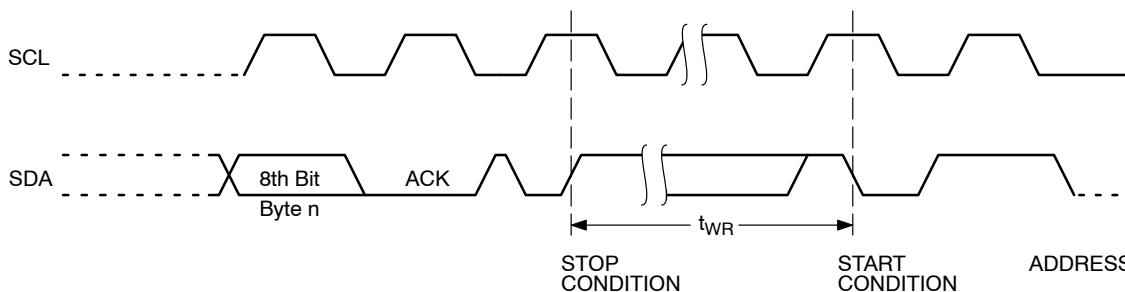 SCL
SDA
8th Bit
Byte n
ACK
tWR
STOP
CONDITION
START
CONDITION
ADDRESS